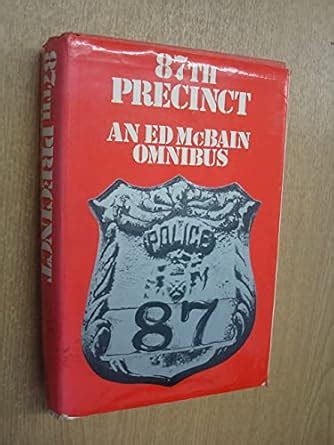 87TH
PRECINCT
AN ED McBAIN
OMNIBUS
POLICE
87
87TH PRECINCT